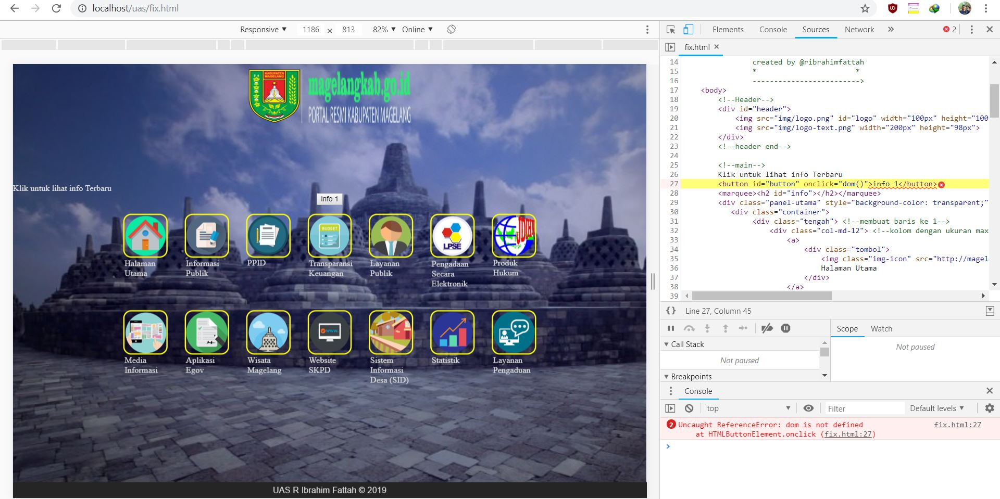 localhost/uas/fix.html
Responsive ▼ 1186 × 813 82% ▼ Online ▼
KABUPATEN
MAGELANG
magelangkab.go.id
PORTAL RESMI KABUPATEN MAGELANG
Klik untuk lihat info Terbaru
info 1
BUDGET
LPSE
JDIH
Halaman
Utama
Informasi
Publik
PPID
Transparansi
Keuangan
Layanan
Publik
Pengadaan
Secara
Elektronik
Produk
Hukum
WWW.
Media
Informasi
Aplikasi
Egov
Wisata
Magelang
Website
SKPD
Sistem
Informasi
Desa (SID)
Statistik
Layanan
Pengaduan
UAS R Ibrahim Fattah © 2019
Elements Console Sources Network » 2
fix.html ×
14 created by @ribrahimfattah
15 * *
16 ------------------------->
17 <body>
18 <!--Header-->
19 <div id="header">
20 <img src="img/logo.png" id="logo" width="100px" height="100
21 <img src="img/logo-text.png" width="200px" height="98px">
22 </div>
23 <!--header end-->
24
25 <!--main-->
26 Klik untuk lihat info Terbaru
27 <button id="button" onclick="dom()">info 1</button>
28 <marquee><h2 id="info"></h2></marquee>
29 <div class="panel-utama" style="background-color: transparent;"
30 <div class="container">
31 <div class="tengah"> <!--membuat baris ke 1-->
32 <div class="col-md-12"> <!--kolom dengan ukuran max
33 <a>
34 <div class="tombol">
35 <img class="img-icon" src="http://magel
36 Halaman Utama
37 </div>
38 </a>
39
{ } Line 27, Column 45
Scope Watch
▼ Call Stack
Not paused
Not paused
▼ Breakpoints
Console
top ▼ Filter Default levels ▼
2 Uncaught ReferenceError: dom is not defined fix.html:27
at HTMLButtonElement.onclick (fix.html:27)
>